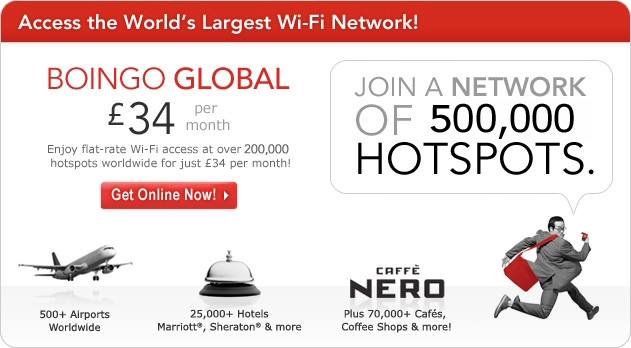 Access the World's Largest Wi-Fi Network!
BOINGO GLOBAL
£34 per
month
Enjoy flat-rate Wi-Fi access at over 200,000
hotspots worldwide for just £34 per month!
Get Online Now!
JOIN A NETWORK
OF 500,000
HOTSPOTS.
500+ Airports
Worldwide
25,000+ Hotels
Marriott®, Sheraton® & more
CAFFÈ
NERO
Plus 70,000+ Cafés,
Coffee Shops & more!